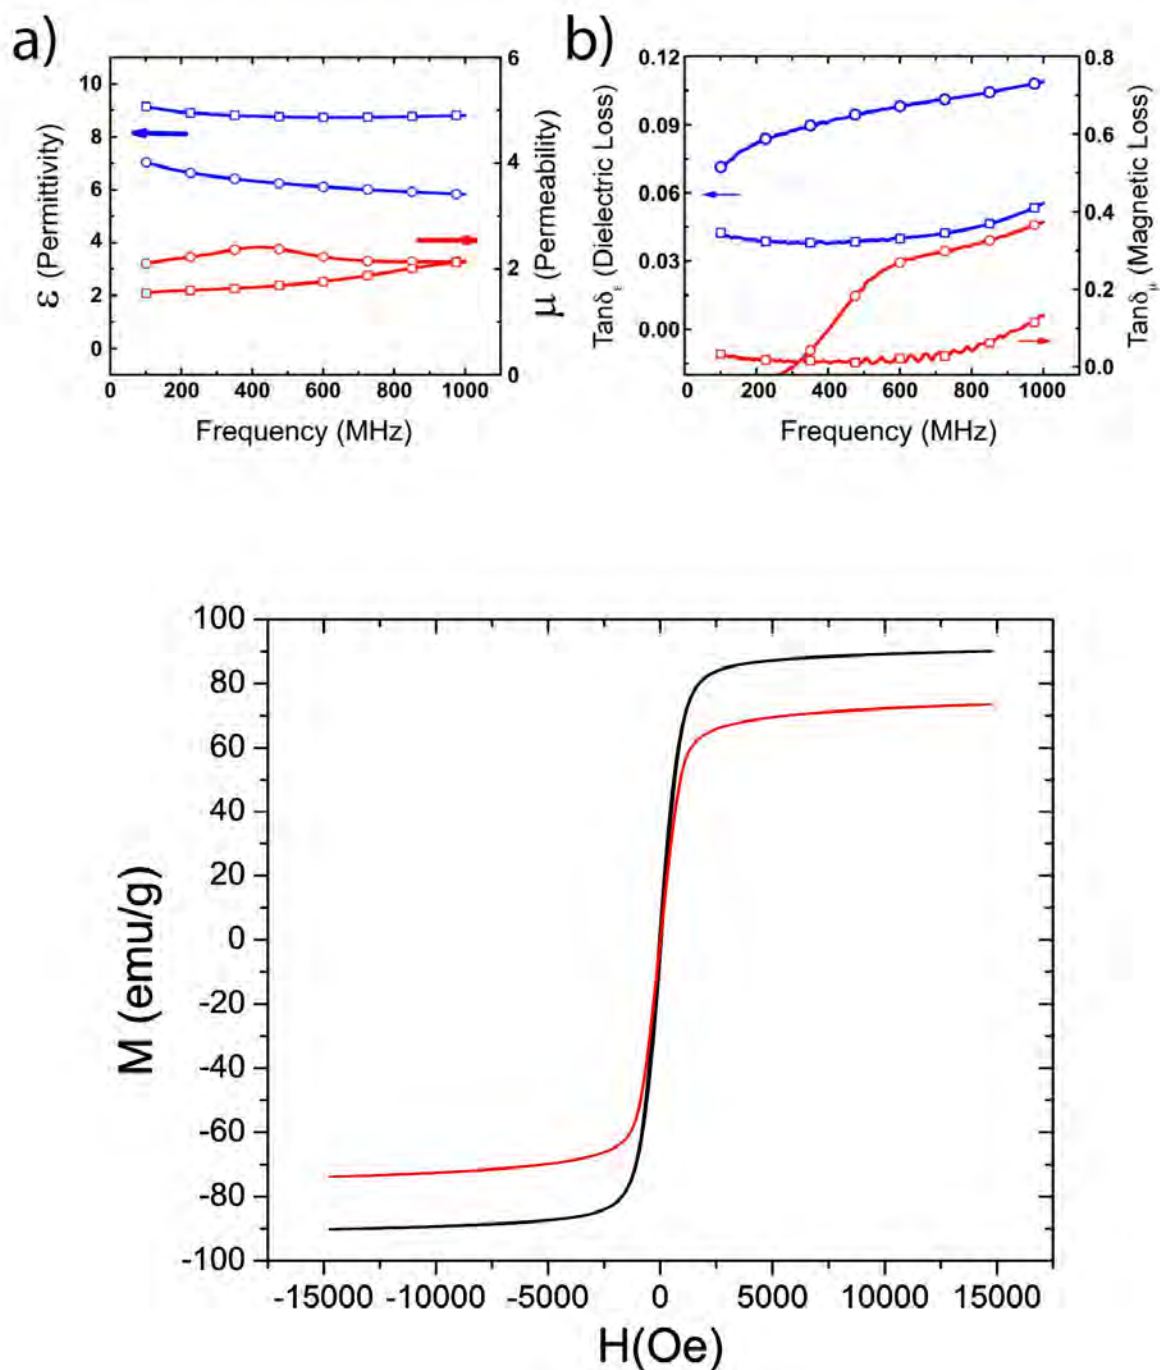 a)
ε (Permittivity)
10
8
6
4
2
0
6
4
2
0
μ (Permeability)
0 200 400 600 800 1000
Frequency (MHz)
b)
Tanδε (Dielectric Loss)
0.12
0.09
0.06
0.03
0.00
0.8
0.6
0.4
0.2
0.0
Tanδμ (Magnetic Loss)
0 200 400 600 800 1000
Frequency (MHz)
M (emu/g)
100
80
60
40
20
0
-20
-40
-60
-80
-100
-15000 -10000 -5000 0 5000 10000 15000
H(Oe)